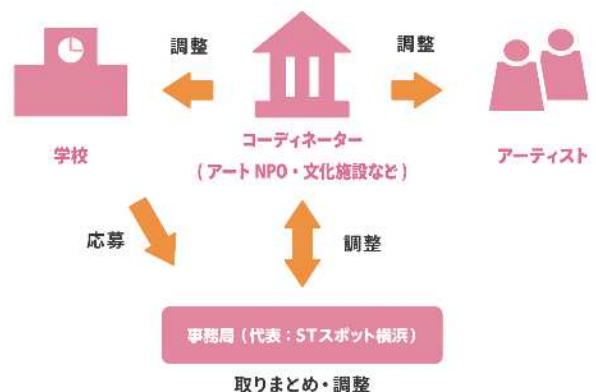 調整
調整
学校
コーディネーター
(アートNPO・文化施設など)
アーティスト
応募
調整
事務局(代表:STスポット横浜)
取りまとめ・調整